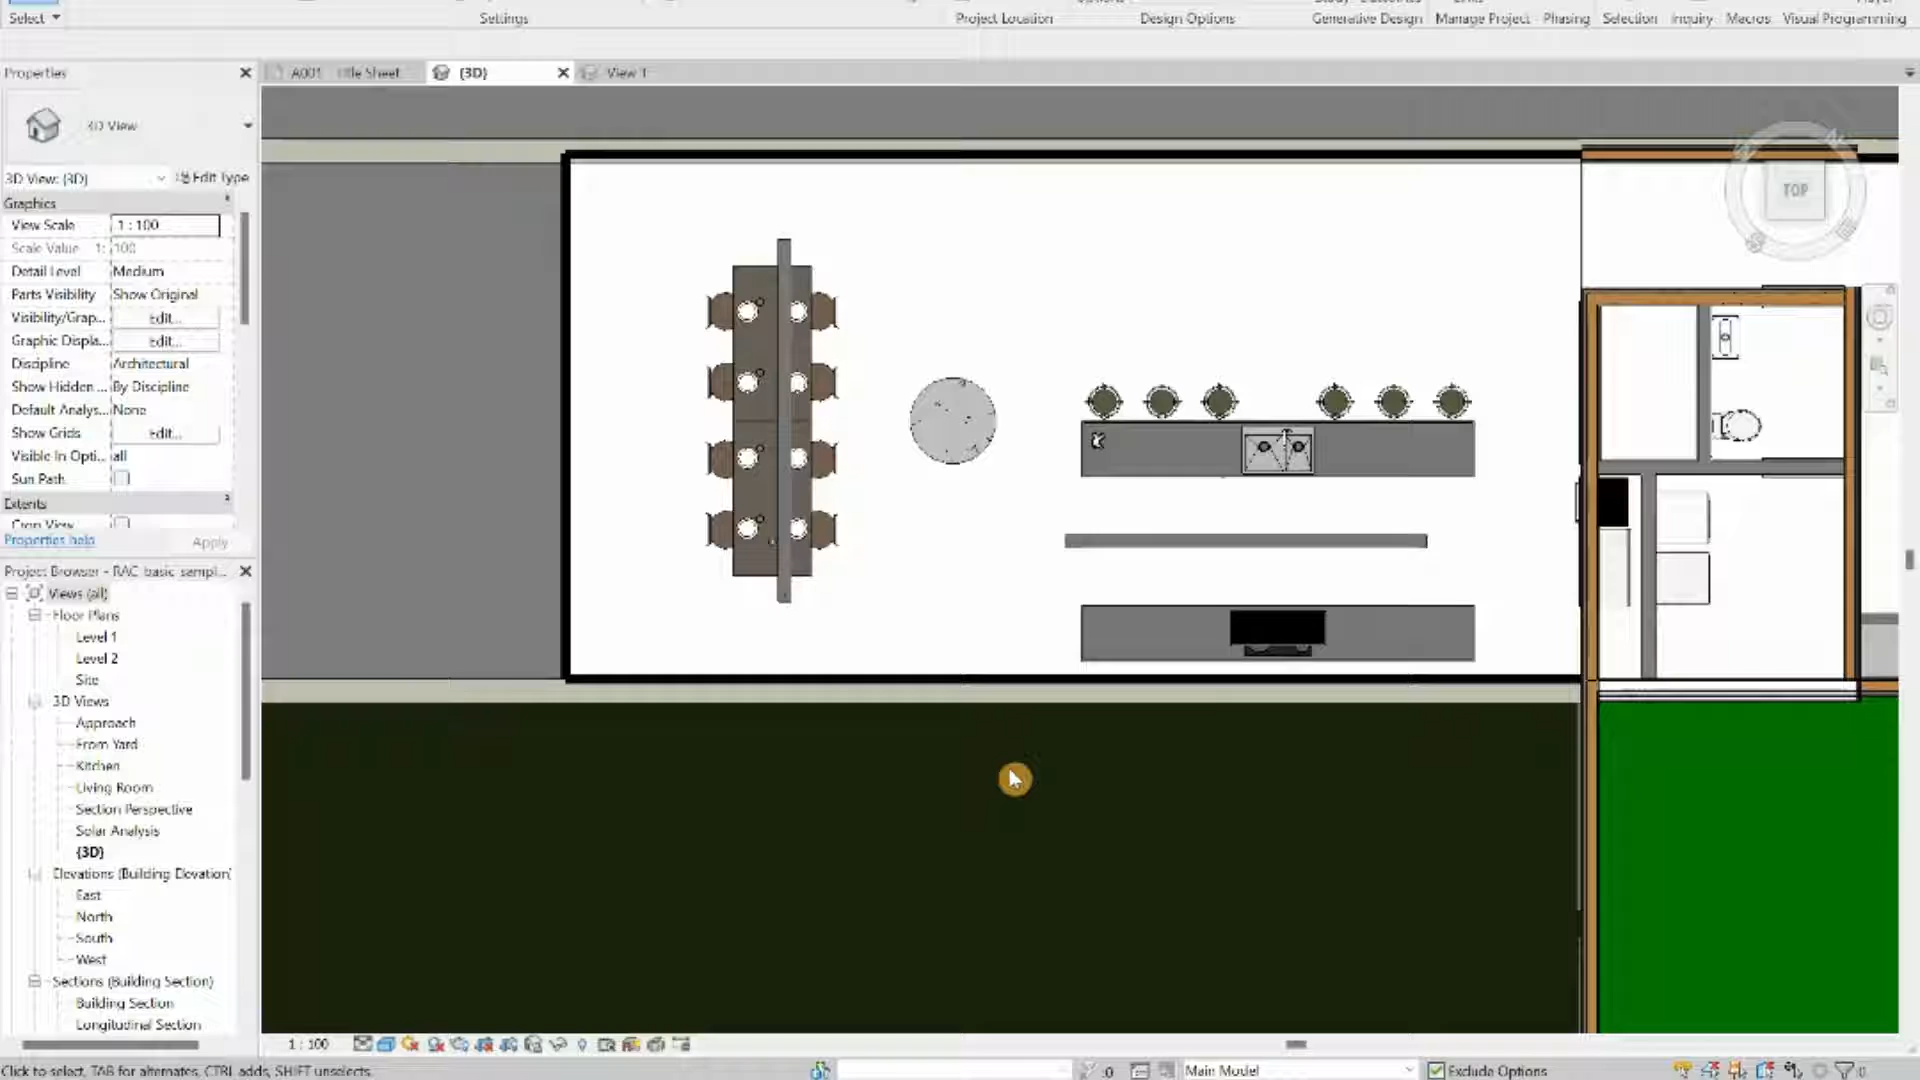 Select
Settings
Project Location
Design Options
Generative Design
Manage Project
Phasing
Selection
Inquiry
Macros
Visual Programming
Properties
A001
Title Sheet
{3D}
View 1
3D View
3D View: {3D}
Edit Type
Graphics
View Scale
1 : 100
Scale Value 1:
100
Detail Level
Medium
Parts Visibility
Show Original
Visibility/Grap...
Edit...
Graphic Displa...
Edit...
Discipline
Architectural
Show Hidden ...
By Discipline
Default Analys...
None
Show Grids
Edit...
Visible In Opti...
all
Sun Path
Extents
Crop View
Properties help
Apply
Project Browser - RAC_basic_sampl...
Views (all)
Floor Plans
Level 1
Level 2
Site
3D Views
Approach
From Yard
Kitchen
Living Room
Section Perspective
Solar Analysis
{3D}
Elevations (Building Elevation)
East
North
South
West
Sections (Building Section)
Building Section
Longitudinal Section
TOP
1 : 100
Click to select, TAB for alternates, CTRL adds, SHIFT unselects.
:0
Main Model
Exclude Options
:0